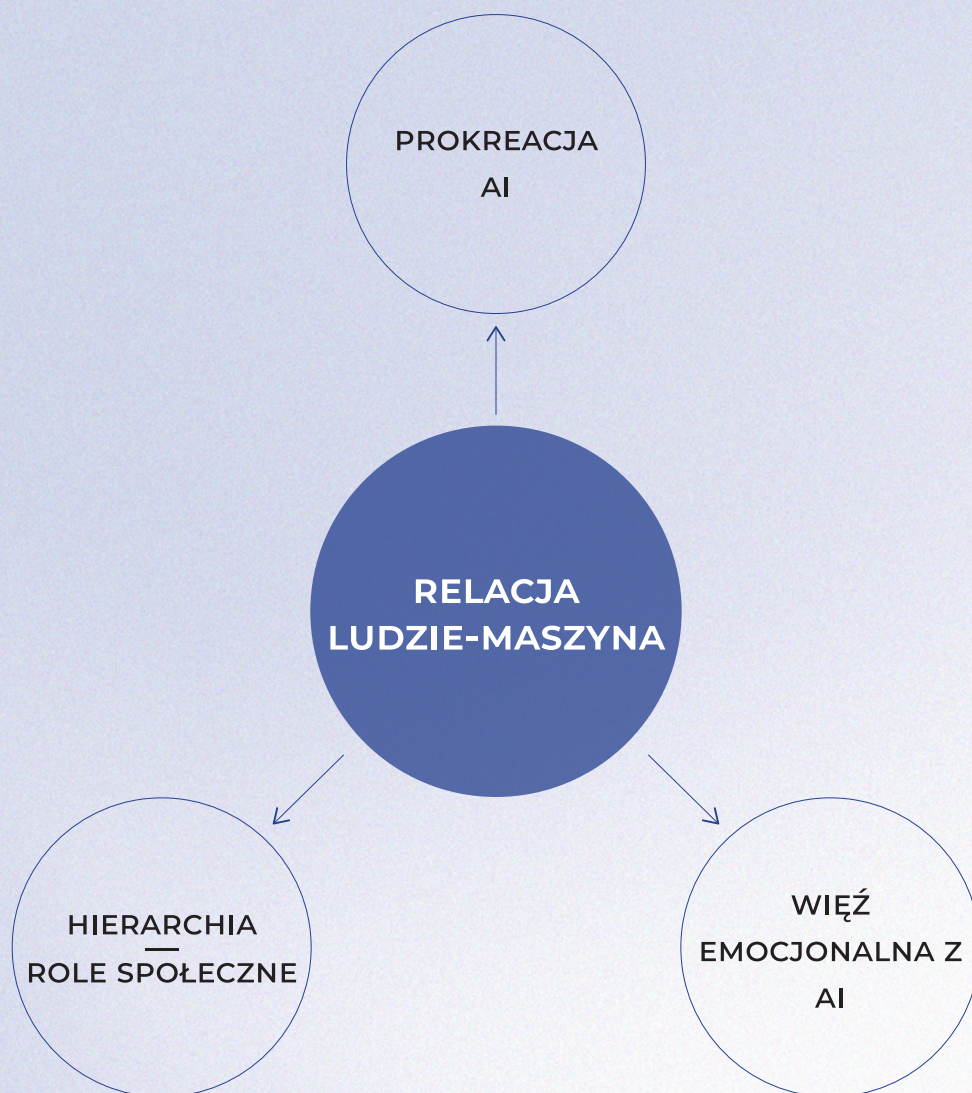 PROKREACJA
AI
RELACJA
LUDZIE-MASZYNA
HIERARCHIA
ROLE SPOŁECZNE
WIĘŹ
EMOCJONALNA Z
AI